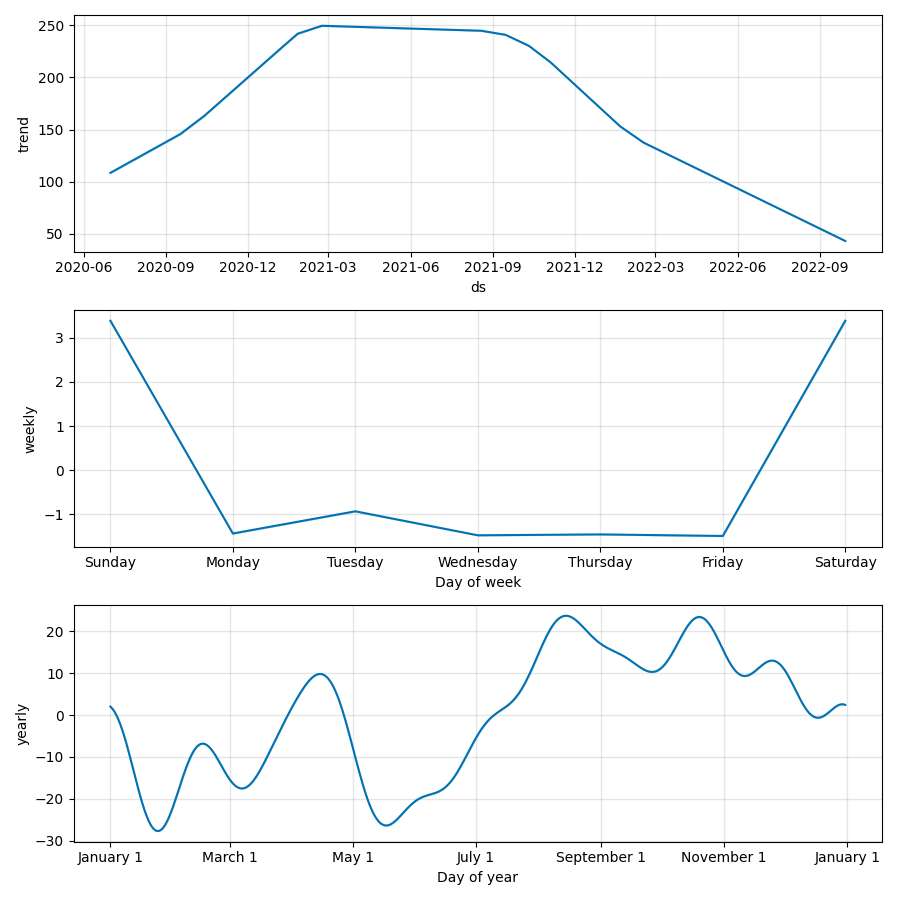 250
200
150
100
50
trend
2020-06 2020-09 2020-12 2021-03 2021-06 2021-09 2021-12 2022-03 2022-06 2022-09
ds
3
2
1
0
−1
weekly
Sunday Monday Tuesday Wednesday Thursday Friday Saturday
Day of week
20
10
0
−10
−20
−30
yearly
January 1 March 1 May 1 July 1 September 1 November 1 January 1
Day of year